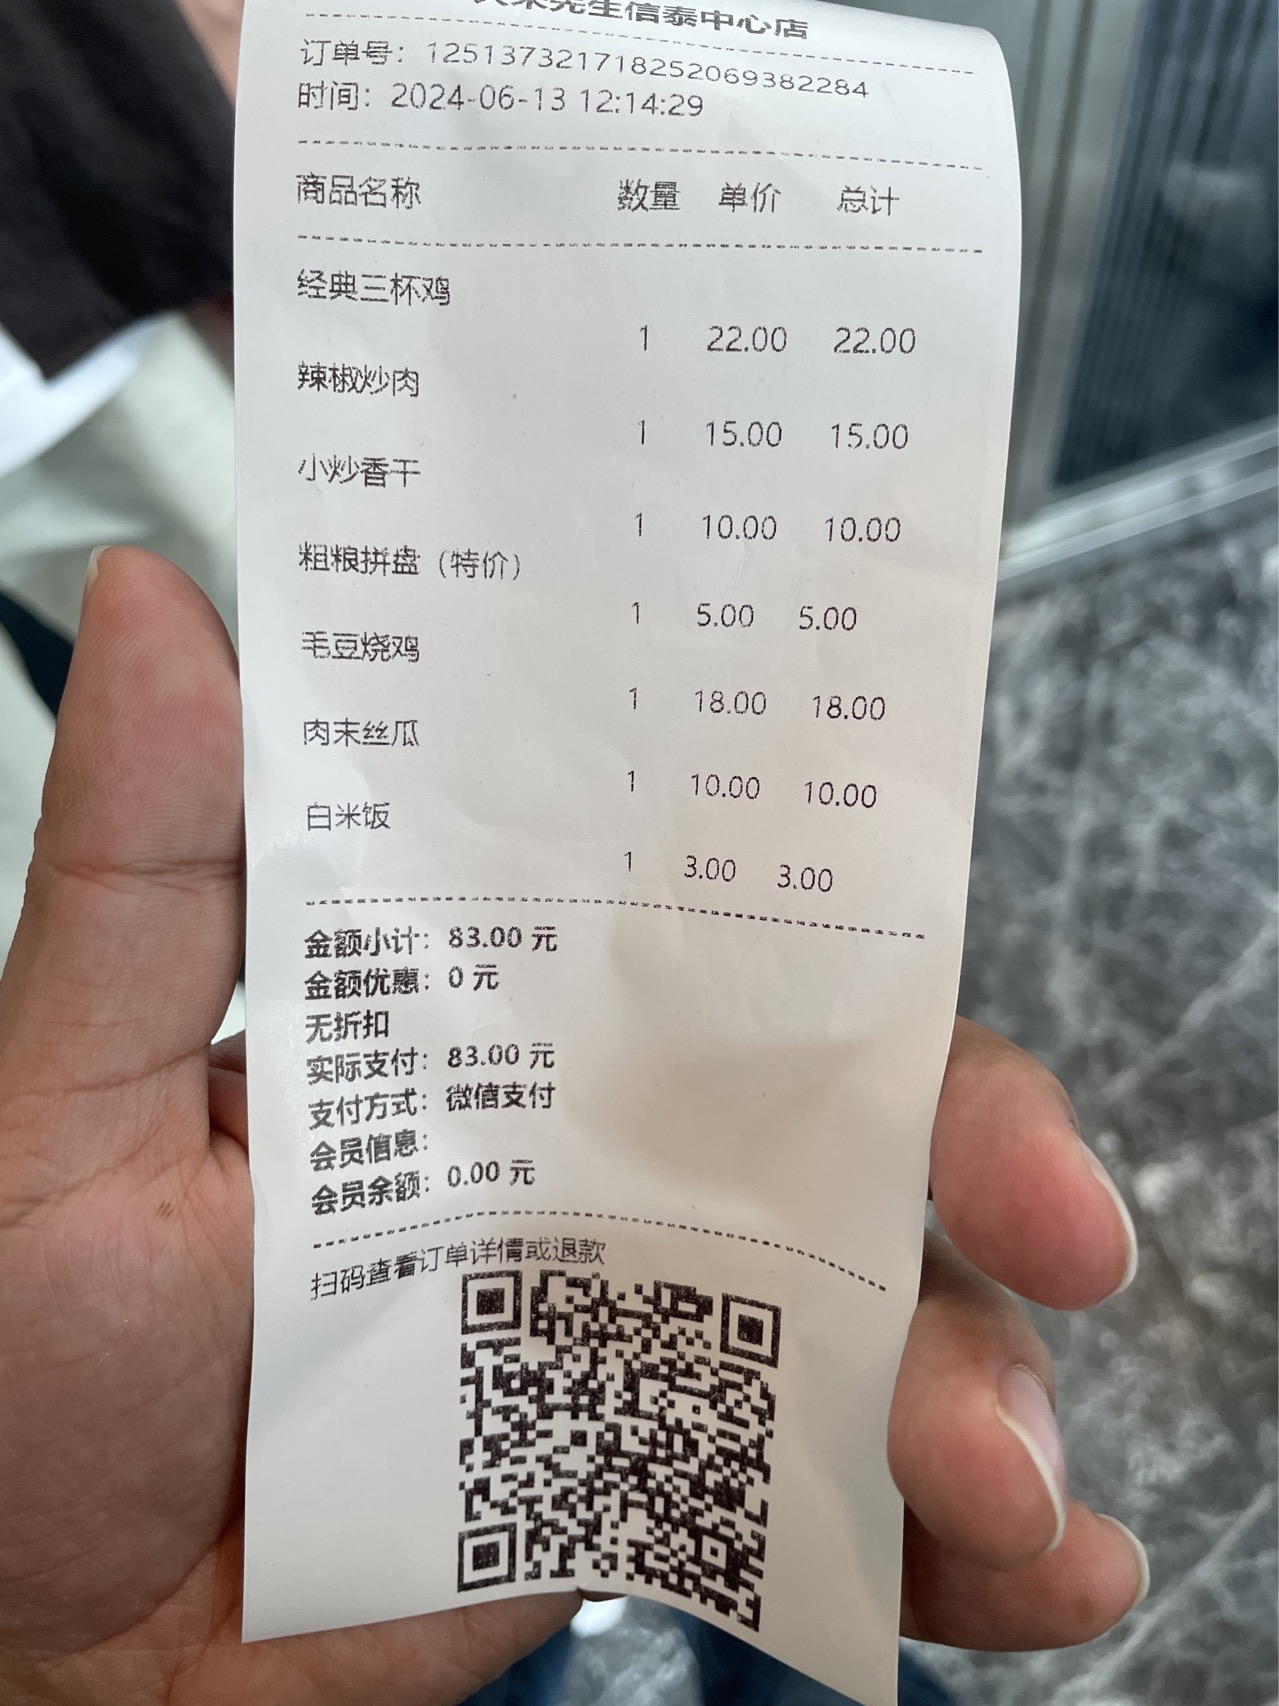 先生信泰中心店
订单号：12513732171825206938​2284
时间：2024-06-13 12:14:29
商品名称 数量 单价 总计
经典三杯鸡
1 22.00 22.00
辣椒炒肉
1 15.00 15.00
小炒香干
1 10.00 10.00
粗粮拼盘（特价）
1 5.00 5.00
毛豆烧鸡
1 18.00 18.00
肉末丝瓜
1 10.00 10.00
白米饭
1 3.00 3.00
金额小计：83.00 元
金额优惠：0 元
无折扣
实际支付：83.00 元
支付方式：微信支付
会员信息：
会员余额：0.00 元
扫码查看订单详情或退款